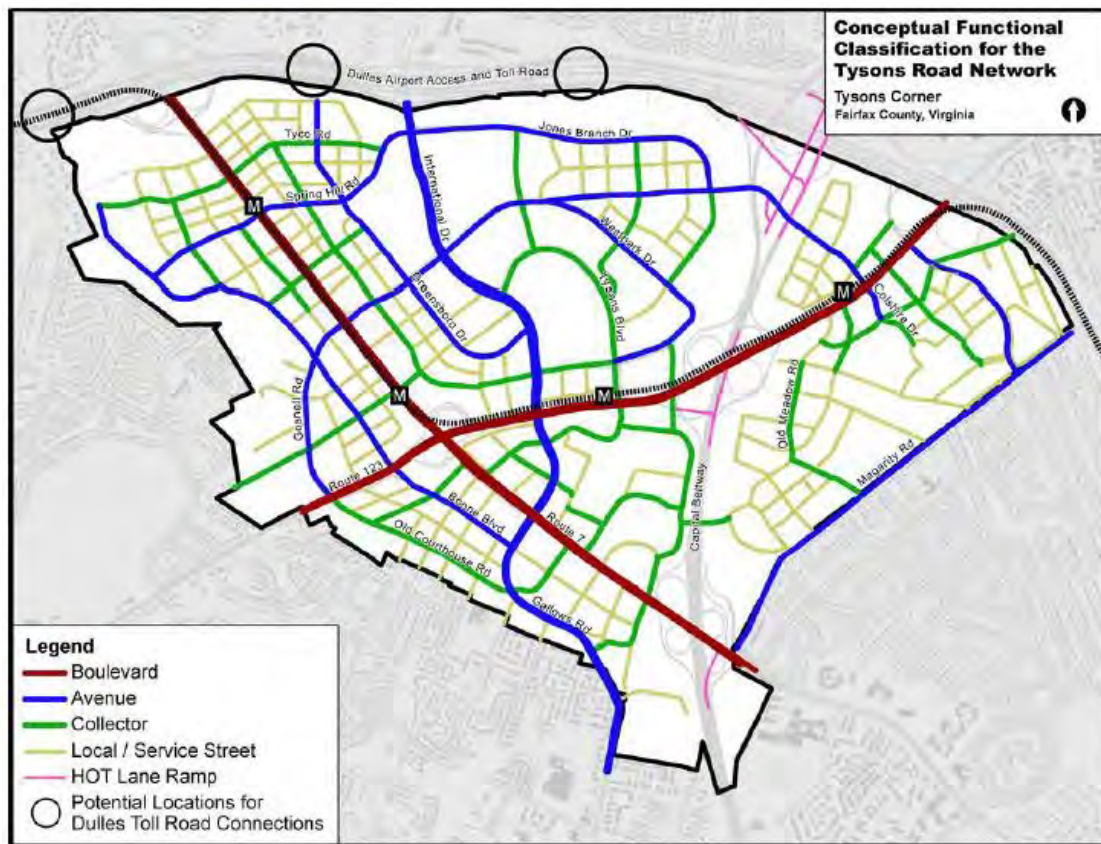 Conceptual Functional
Classification for the
Tysons Road Network
Tysons Corner
Fairfax County, Virginia
Dulles Airport Access and Toll Road
Tyco Rd
Jones Branch Dr
Spring Hill Rd
International Dr
Westpark Dr
Greensboro Dr
Tysons Blvd
M
M
M
M
Colshire Dr
Gosnell Rd
Old Meadow Rd
Magarity Rd
Route 123
Boone Blvd
Route 7
Capital Beltway
Old Courthouse Rd
Gallows Rd
Legend
Boulevard
Avenue
Collector
Local / Service Street
HOT Lane Ramp
Potential Locations for
Dulles Toll Road Connections